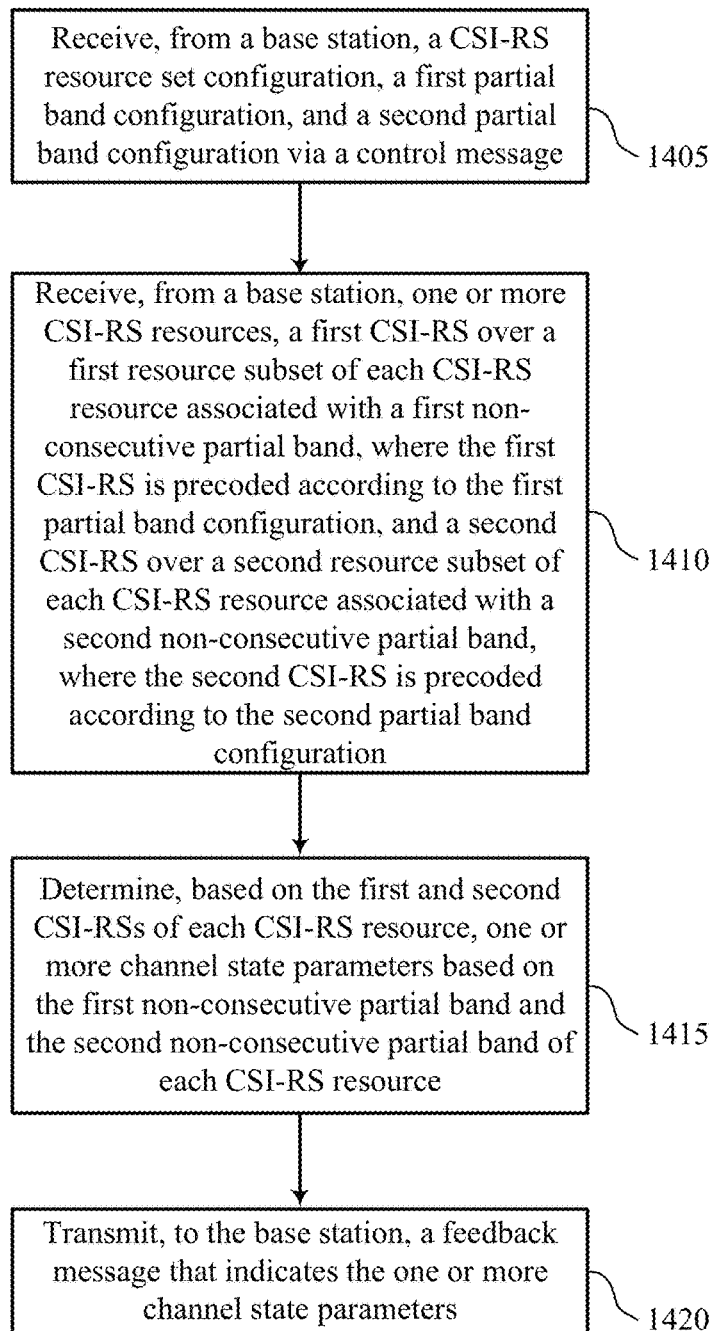 Receive, from a base station, a CSI-RS
resource set configuration, a first partial
band configuration, and a second partial
band configuration via a control message
1405
Receive, from a base station, one or more
CSI-RS resources, a first CSI-RS over a
first resource subset of each CSI-RS
resource associated with a first non-
consecutive partial band, where the first
CSI-RS is precoded according to the first
partial band configuration, and a second
CSI-RS over a second resource subset of
each CSI-RS resource associated with a
second non-consecutive partial band,
where the second CSI-RS is precoded
according to the second partial band
configuration
1410
Determine, based on the first and second
CSI-RSs of each CSI-RS resource, one or
more channel state parameters based on
the first non-consecutive partial band and
the second non-consecutive partial band of
each CSI-RS resource
1415
Transmit, to the base station, a feedback
message that indicates the one or more
channel state parameters
1420